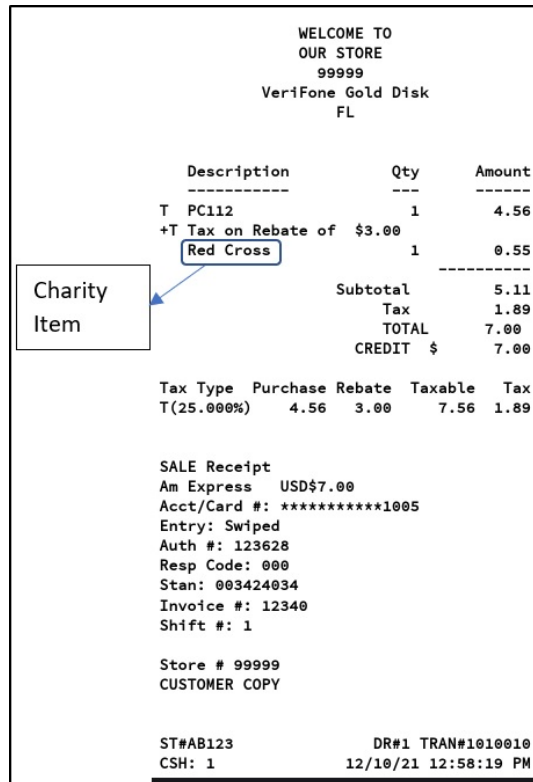 WELCOME TO
OUR STORE
99999
VeriFone Gold Disk
FL
Description Qty Amount
----------- --- ------
T PC112 1 4.56
+T Tax on Rebate of $3.00
Red Cross 1 0.55
----------
Charity
Item
Subtotal 5.11
Tax 1.89
TOTAL 7.00
CREDIT $ 7.00
Tax Type Purchase Rebate Taxable Tax
T(25.000%) 4.56 3.00 7.56 1.89
SALE Receipt
Am Express USD$7.00
Acct/Card #: ***********1005
Entry: Swiped
Auth #: 123628
Resp Code: 000
Stan: 003424034
Invoice #: 12340
Shift #: 1
Store # 99999
CUSTOMER COPY
ST#AB123 DR#1 TRAN#1010010
CSH: 1 12/10/21 12:58:19 PM